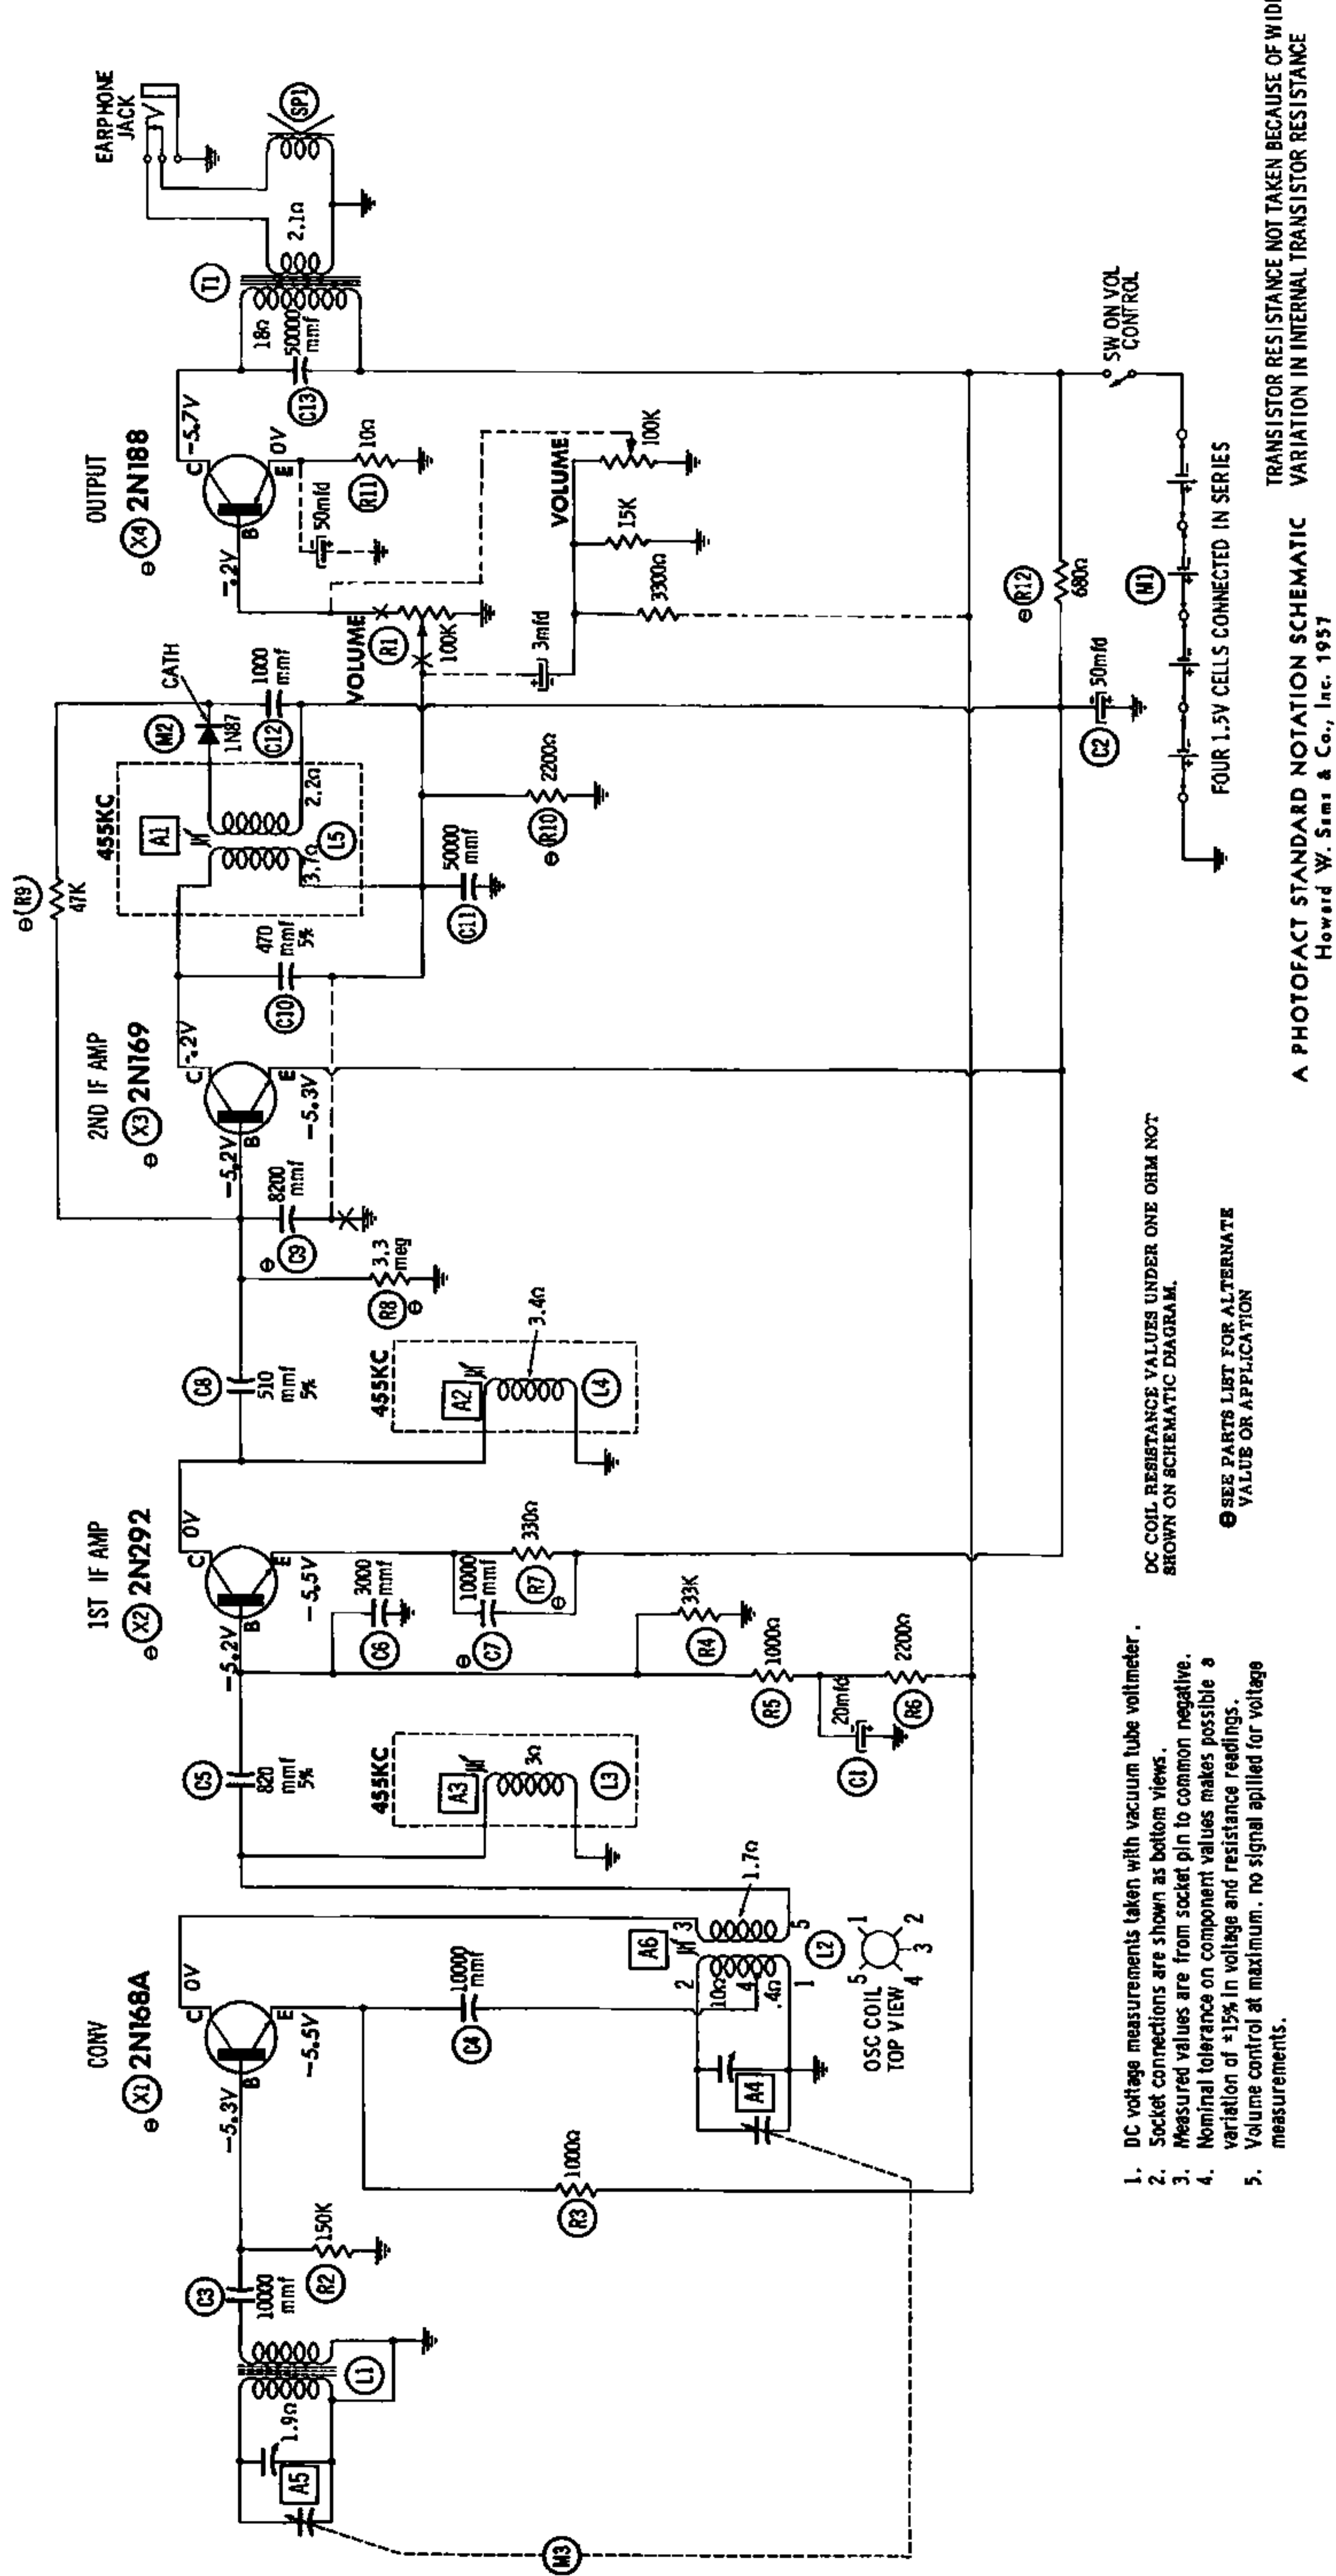 CONV
⊖ X1 2N168A
1ST IF AMP
⊖ X2 2N292
2ND IF AMP
⊖ X3 2N169
OUTPUT
⊖ X4 2N188
EARPHONE
JACK
M3
A5
1.9Ω
L1
C3
10000
mmf
R2
150K
-5.3V
B
C
0V
E
-5.5V
R3
1000Ω
C4
10000
mmf
A6
2
3
10Ω
4
.4Ω
1
5
1.7Ω
L2
A4
OSC COIL
TOP VIEW
5
1
4
3
2
C5
820
mmf
5%
455KC
A3
3Ω
L3
-5.2V
B
C
0V
E
-5.5V
3000
mmf
C6
10000
mmf
⊖ C7
330Ω
R7 ⊖
33K
R4
R5
1000Ω
20mfd
C1
R6
2200Ω
C8
510
mmf
5%
455KC
A2
3.4Ω
L4
3.3
meg
R8 ⊖
⊖ C9
8200
mmf
-5.2V
B
C
-.2V
E
-5.3V
⊖ R9
47K
470
mmf
5%
C10
455KC
A1
3.7Ω
2.2Ω
L5
50000
mmf
C11
⊖ R10
2200Ω
M2
CATH
1N87
1000
mmf
C12
VOLUME
R1
100K
3mfd
-.2V
B
C
-5.7V
E
0V
50mfd
R11
10Ω
C13
50000
mmf
18Ω
T1
2.1Ω
SP1
VOLUME
3300Ω
15K
100K
⊖ R12
680Ω
C2
50mfd
SW ON VOL
CONTROL
M1
FOUR 1.5V CELLS CONNECTED IN SERIES
1. DC voltage measurements taken with vacuum tube voltmeter.
2. Socket connections are shown as bottom views.
3. Measured values are from socket pin to common negative.
4. Nominal tolerance on component values makes possible a
variation of ±15% in voltage and resistance readings.
5. Volume control at maximum, no signal aplied for voltage
measurements.
DC COIL RESISTANCE VALUES UNDER ONE OHM NOT
SHOWN ON SCHEMATIC DIAGRAM.
⊖ SEE PARTS LIST FOR ALTERNATE
VALUE OR APPLICATION
A PHOTOFACT STANDARD NOTATION SCHEMATIC
Howard W. Sams & Co., Inc. 1957
TRANSISTOR RESISTANCE NOT TAKEN BECAUSE OF WID
VARIATION IN INTERNAL TRANSISTOR RESISTANCE